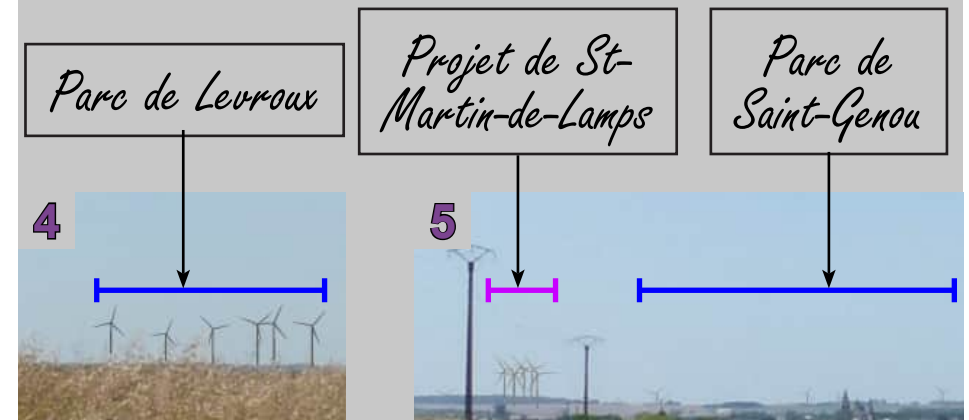 Parc de Levroux
Projet de St-
Martin-de-Lamps
Parc de
Saint-Genou
4
5